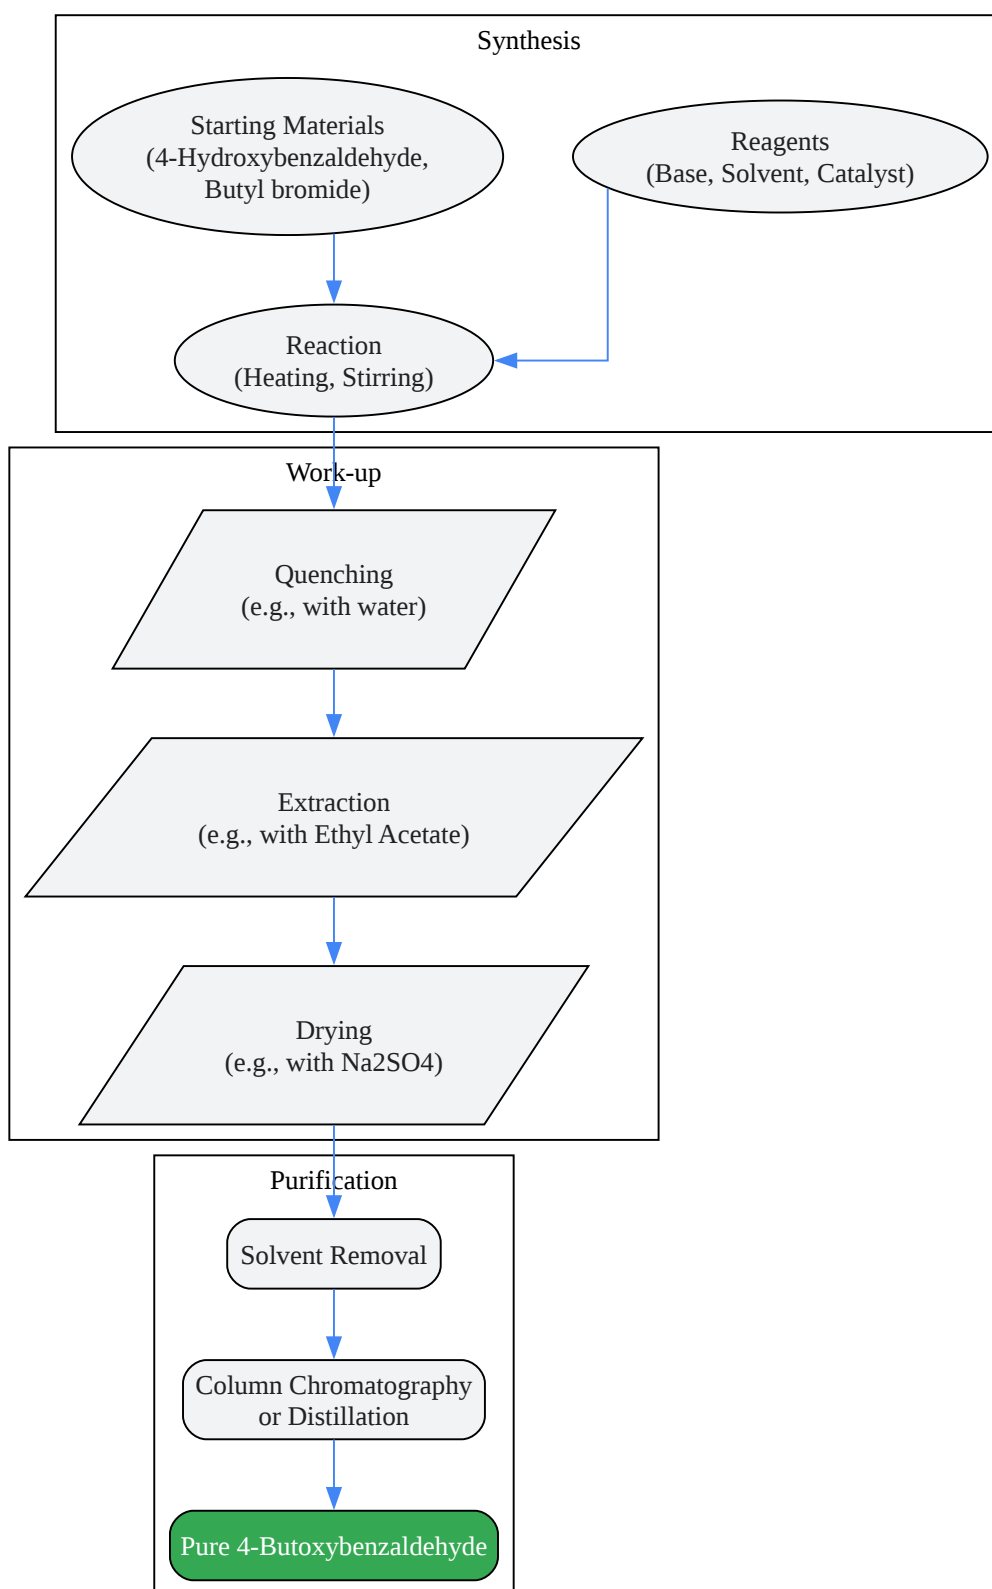 Synthesis
Starting Materials
(4-Hydroxybenzaldehyde,
Butyl bromide)
Reagents
(Base, Solvent, Catalyst)
Reaction
(Heating, Stirring)
Work-up
Quenching
(e.g., with water)
Extraction
(e.g., with Ethyl Acetate)
Drying
(e.g., with Na2SO4)
Purification
Solvent Removal
Column Chromatography
or Distillation
Pure 4-Butoxybenzaldehyde